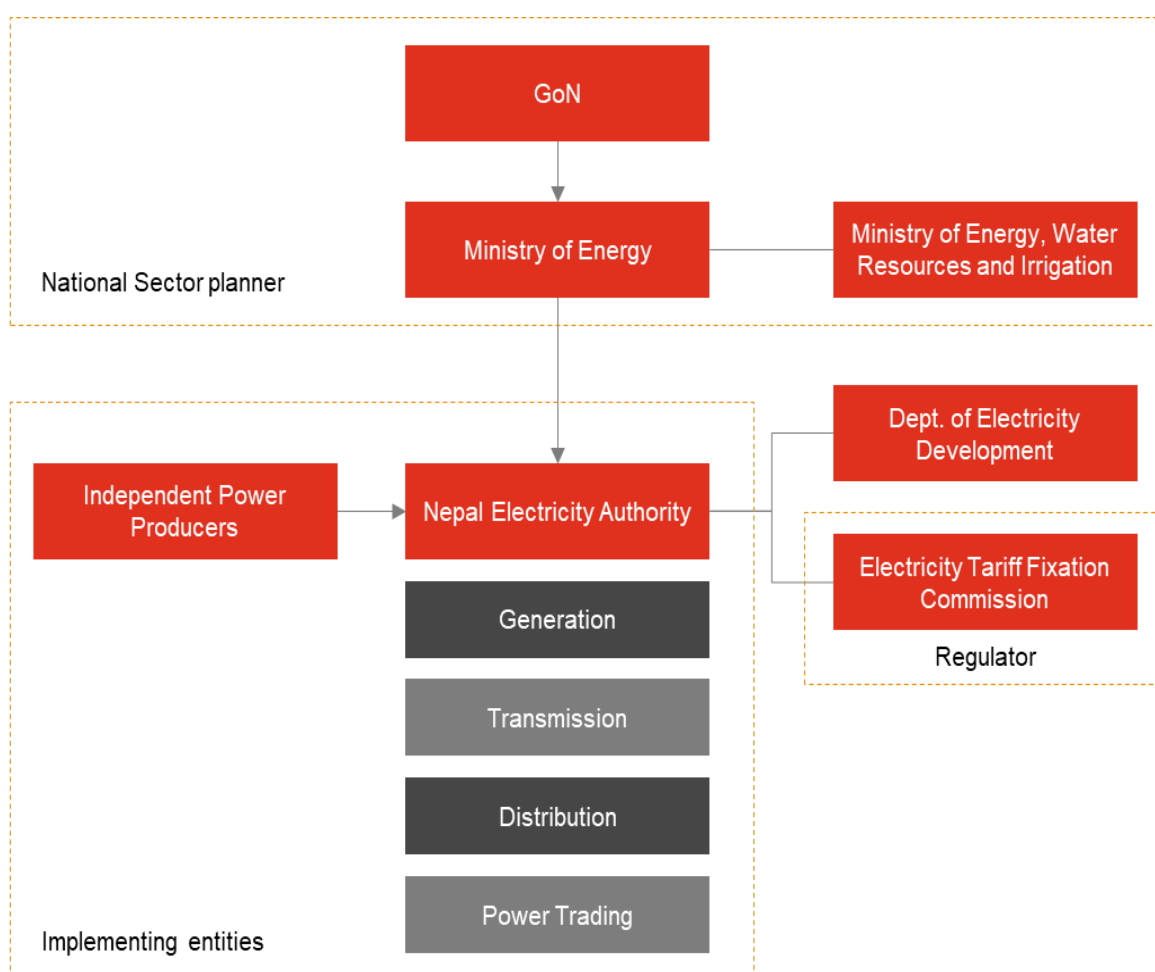 GoN
Ministry of Energy
Ministry of Energy, Water
Resources and Irrigation
National Sector planner
Dept. of Electricity
Development
Independent Power
Producers
Nepal Electricity Authority
Electricity Tariff Fixation
Commission
Regulator
Generation
Transmission
Distribution
Power Trading
Implementing entities